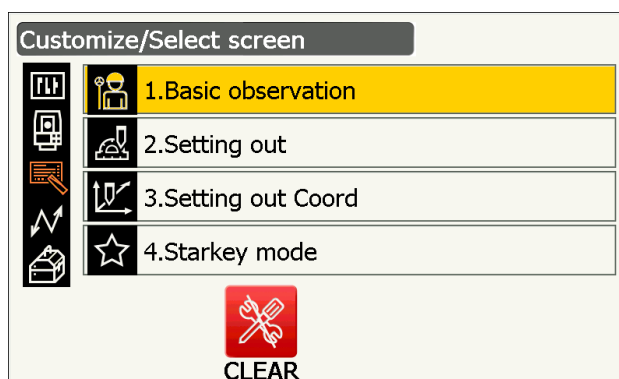 Customize/Select screen
1.Basic observation
2.Setting out
3.Setting out Coord
4.Starkey mode
CLEAR